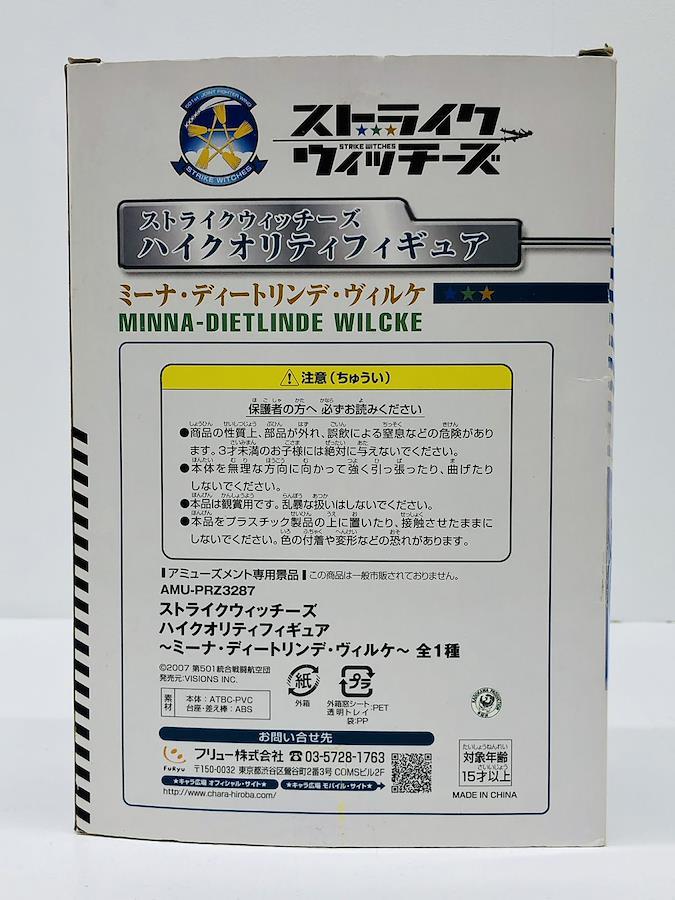 501ST JOINT FIGHTER WING
STRIKE WITCHES
ストライク
STRIKE WITCHES
ウィッチーズ
ストライクウィッチーズ
ハイクオリティフィギュア
ミーナ・ディートリンデ・ヴィルケ
MINNA-DIETLINDE WILCKE
注意(ちゅうい)
保護者の方へ 必ずお読みください
●商品の性質上、部品が外れ、誤飲による窒息などの危険があり
ます。3才未満のお子様には絶対に与えないでください。
●本体を無理な方向に向かって強く引っ張ったり、曲げたり
しないでください。
●本品は観賞用です。乱暴な扱いはしないでください。
●本品をプラスチック製品の上に置いたり、接触させたままに
しないでください。色の付着や変形などの恐れがあります。
アミューズメント専用景品 この商品は一般市販されておりません。
AMU-PRZ3287
ストライクウィッチーズ
ハイクオリティフィギュア
～ミーナ・ディートリンデ・ヴィルケ～ 全1種
©2007 第501統合戦闘航空団
発売元:VISIONS INC.
紙
外箱
プラ
外箱窓シート:PET
透明トレイ
袋:PP
COMS
素材
本体:ATBC-PVC
台座・差え棒:ABS
お問い合せ先
FuRyu
フリュー株式会社 ☎03-5728-1763
〒150-0032 東京都渋谷区鶯谷町2番3号 COMSビル2F
★キャラ広場 オフィシャル・サイト★
★キャラ広場 モバイル・サイト★
http://www.chara-hiroba.com/
対象年齢
15才以上
MADE IN CHINA